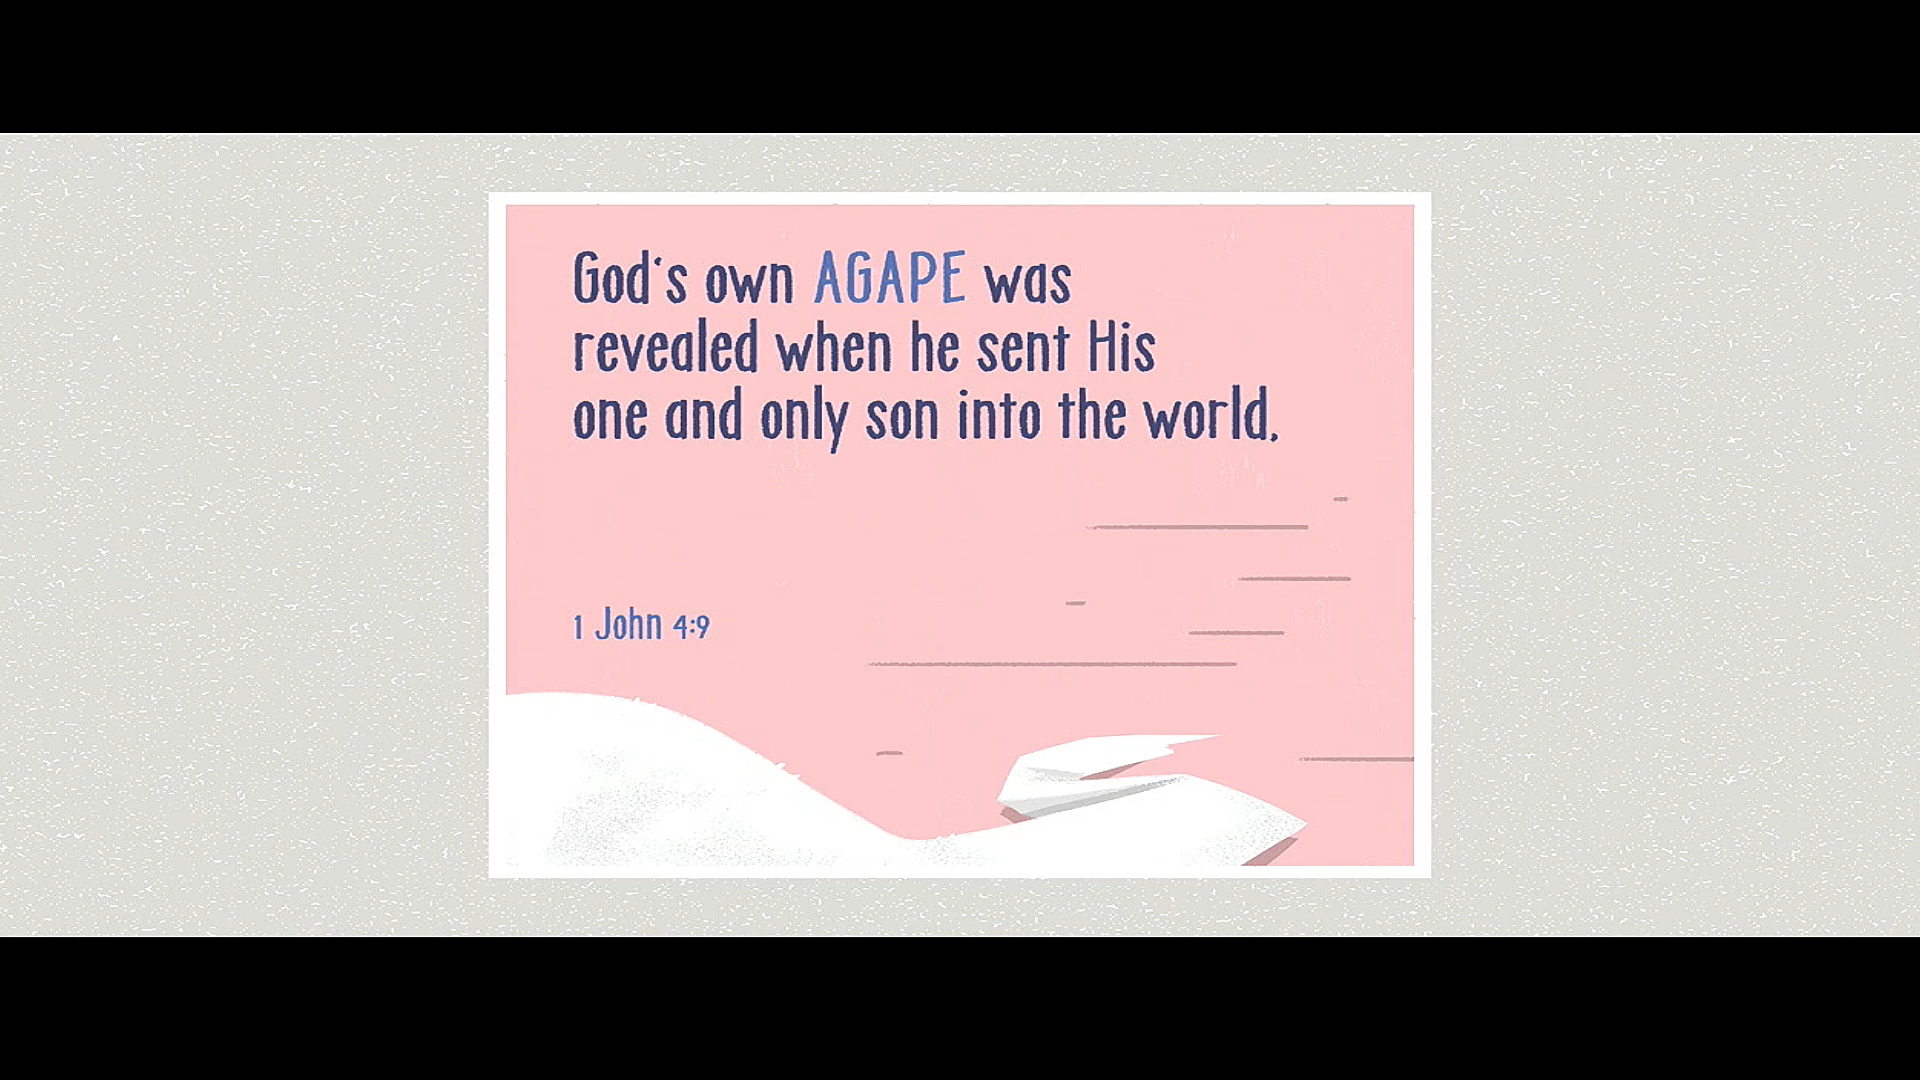 God's own AGAPE was
revealed when he sent His
one and only son into the world.
1 John 4:9